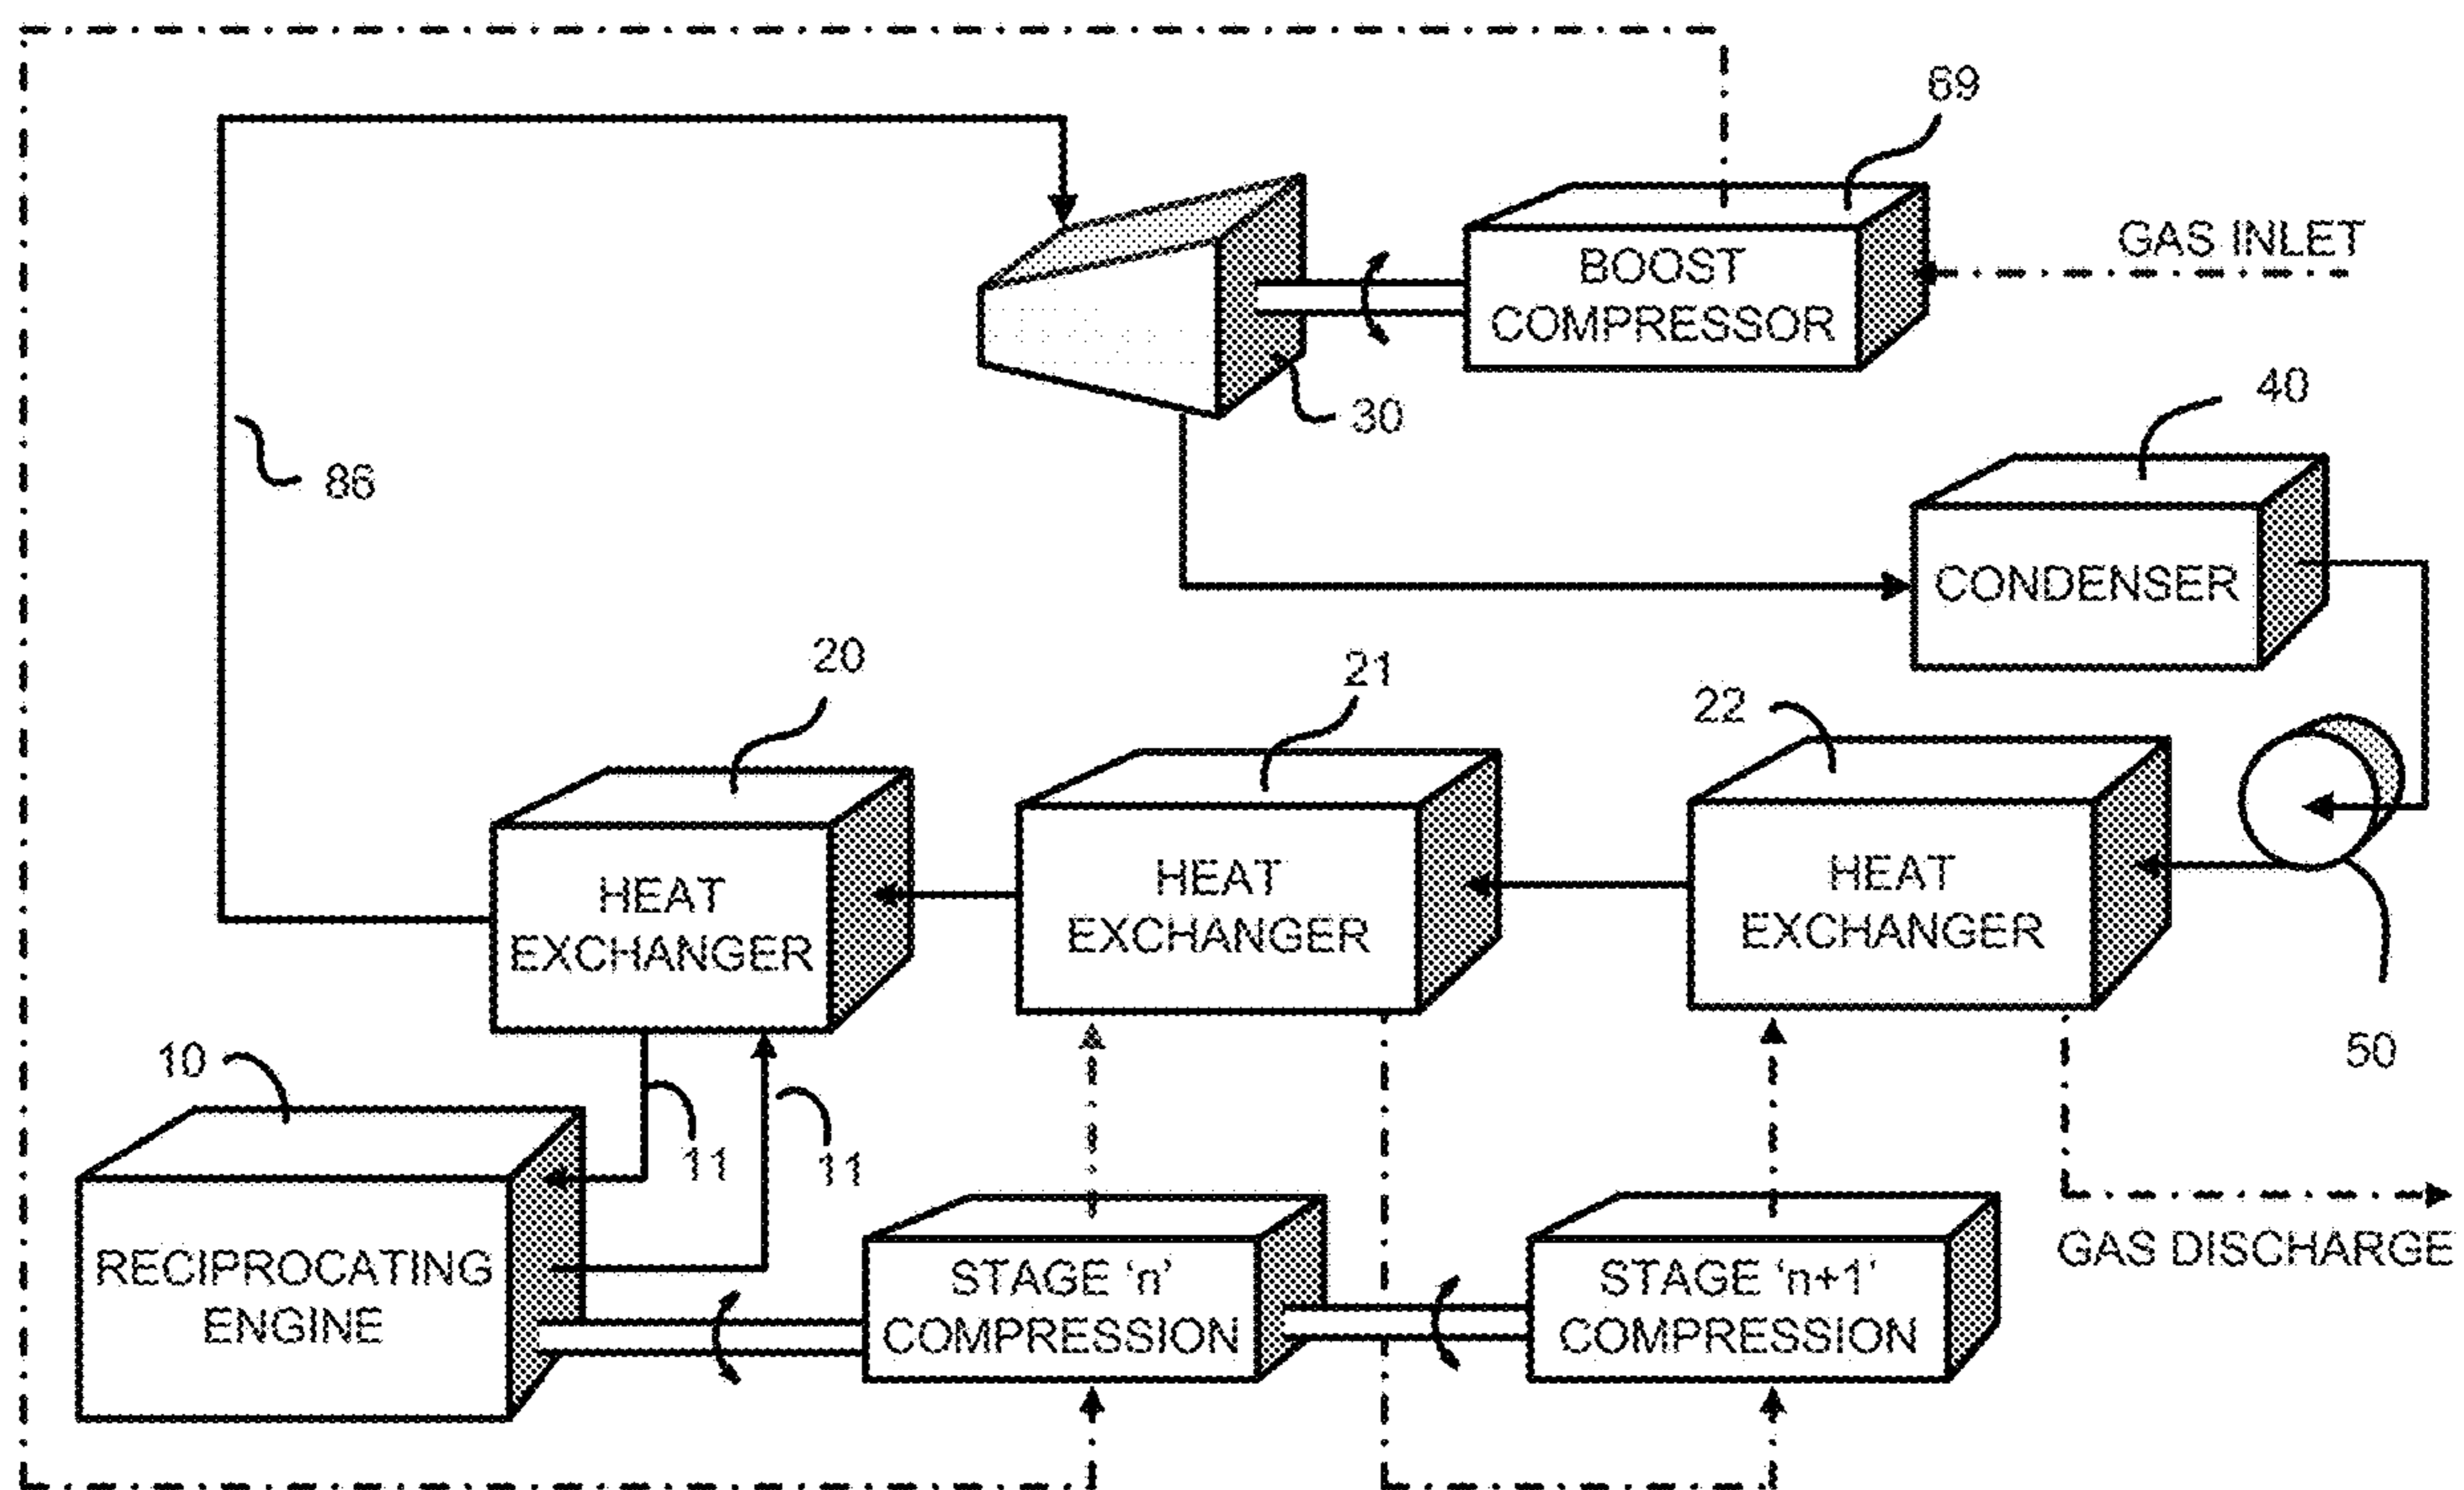 69
GAS INLET
BOOST
COMPRESSOR
30
40
86
CONDENSER
20
21
22
HEAT
EXCHANGER
HEAT
EXCHANGER
HEAT
EXCHANGER
10
50
11
11
RECIPROCATING
ENGINE
STAGE ‘n’
COMPRESSION
STAGE ‘n+1’
COMPRESSION
GAS DISCHARGE